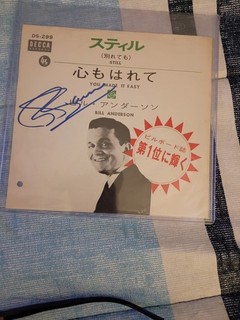 DS-299
DECCA
スティル
(別れても)
STILL
心もはれて
YOU MADE IT EASY
アンダーソン
BILL ANDERSON
ビルボード誌
第1位に輝く